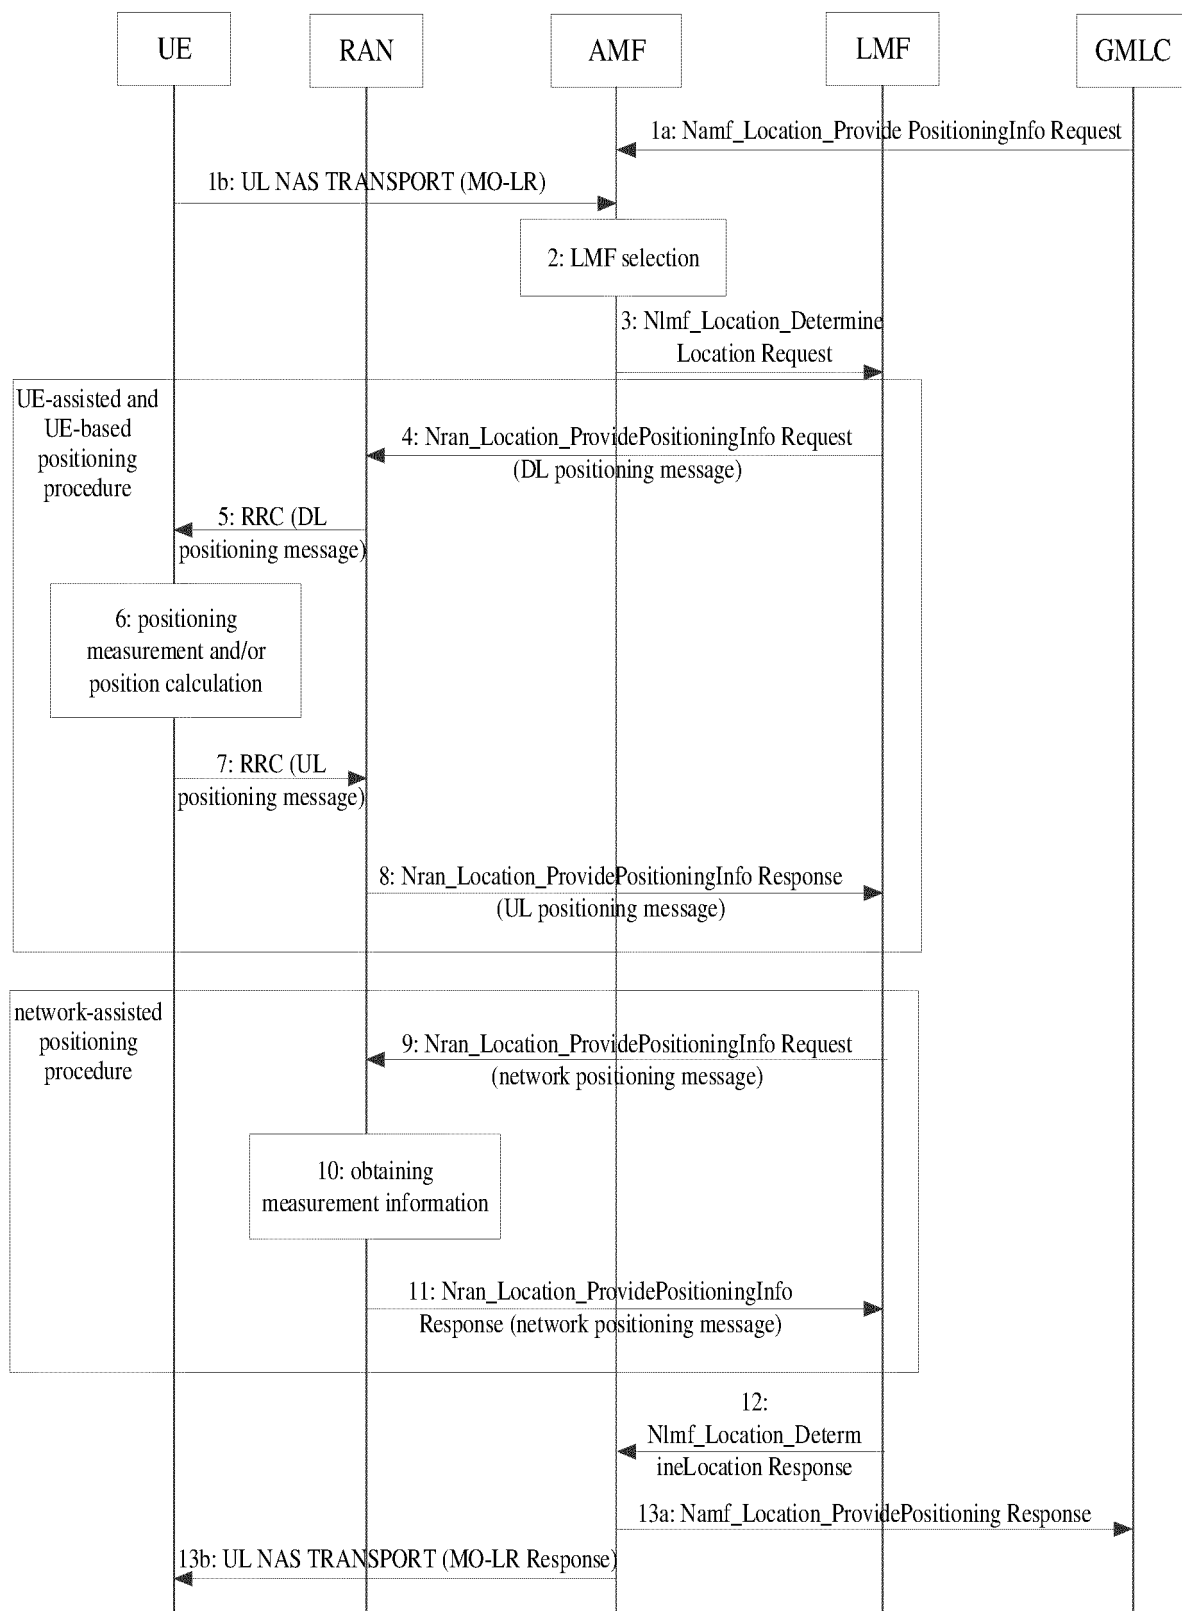 UE
RAN
AMF
LMF
GMLC
1a: Namf_Location_Provide PositioningInfo Request
1b: UL NAS TRANSPORT (MO-LR)
2: LMF selection
3: Nlmf_Location_Determine
Location Request
UE-assisted and
UE-based
positioning
procedure
4: Nran_Location_ProvidePositioningInfo Request
(DL positioning message)
5: RRC (DL
positioning message)
6: positioning
measurement and/or
position calculation
7: RRC (UL
positioning message)
8: Nran_Location_ProvidePositioningInfo Response
(UL positioning message)
network-assisted
positioning
procedure
9: Nran_Location_ProvidePositioningInfo Request
(network positioning message)
10: obtaining
measurement information
11: Nran_Location_ProvidePositioningInfo
Response (network positioning message)
12:
Nlmf_Location_Determ
ineLocation Response
13a: Namf_Location_ProvidePositioning Response
13b: UL NAS TRANSPORT (MO-LR Response)